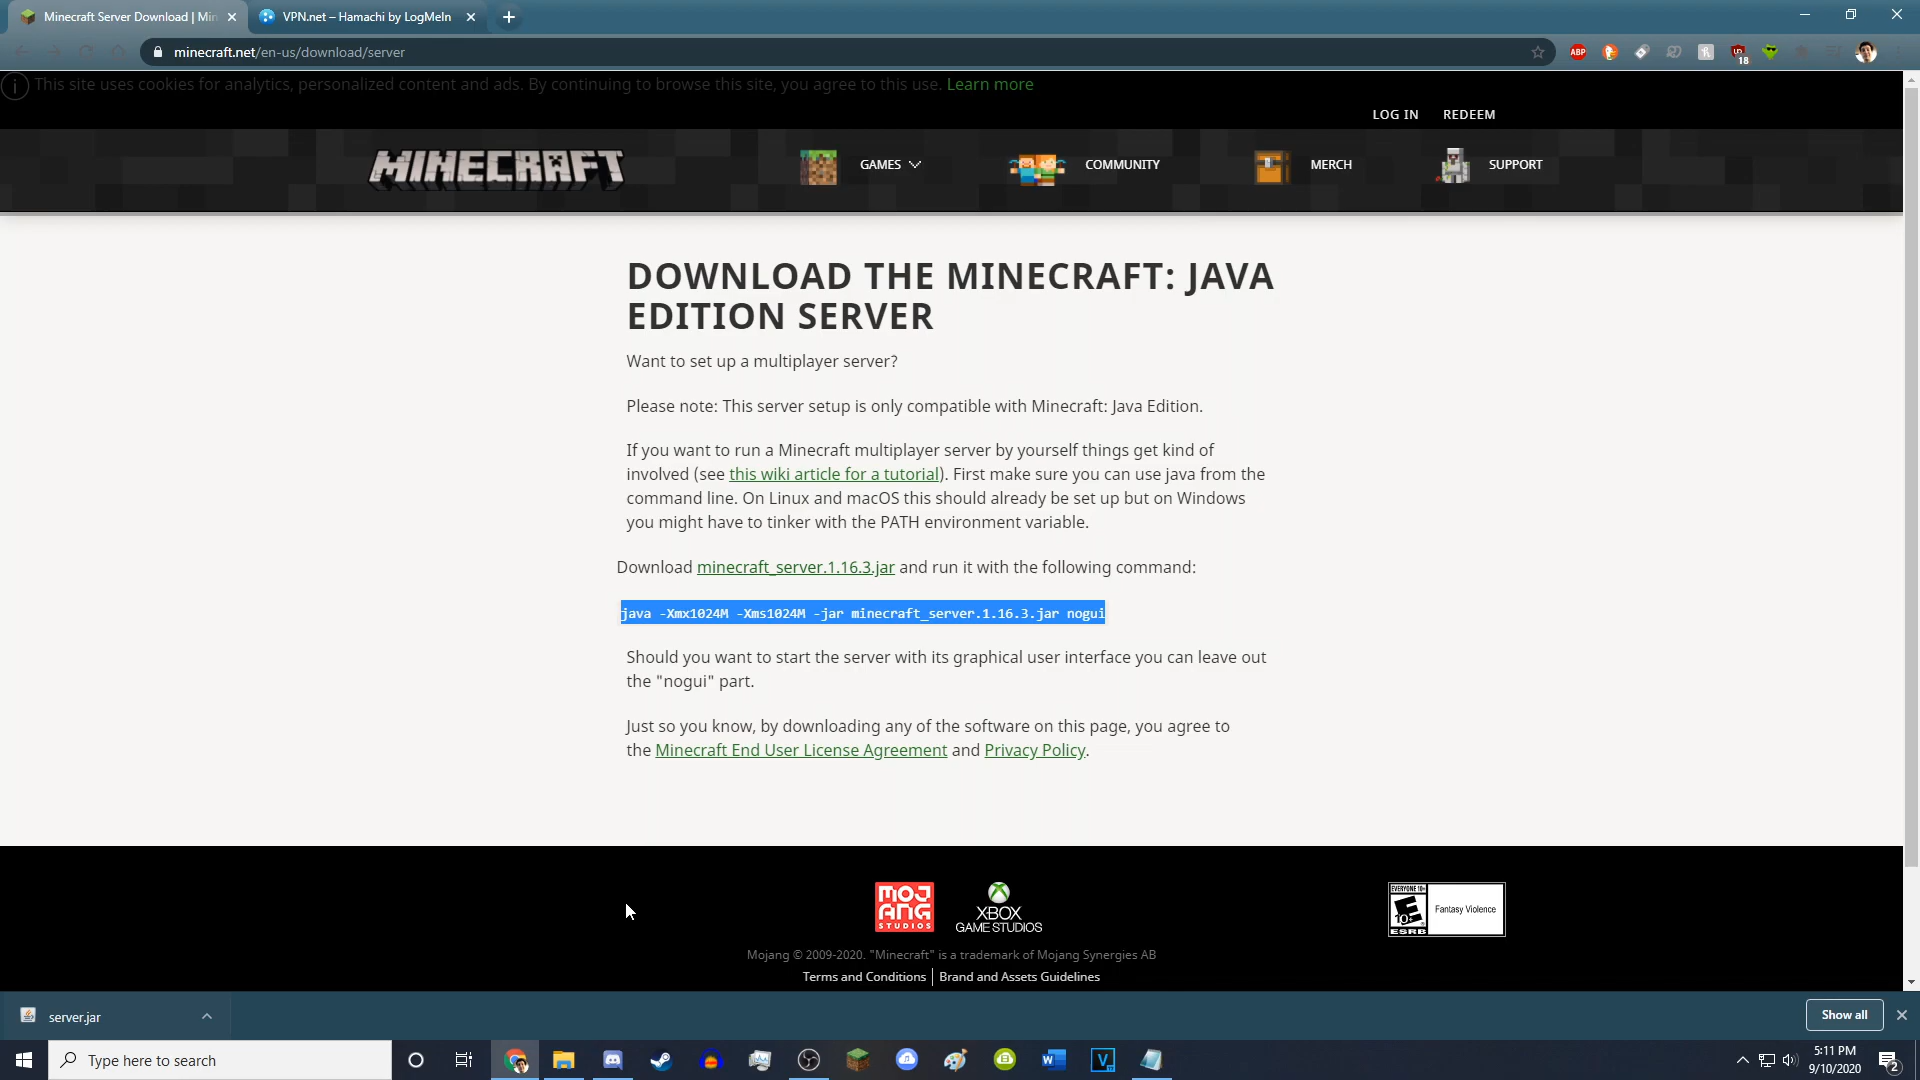 Minecraft Server Download | Min
VPN.net – Hamachi by LogMeIn
minecraft.net/en-us/download/server
ABP
18
This site uses cookies for analytics, personalized content and ads. By continuing to browse this site, you agree to this use. Learn more
LOG IN
REDEEM
MINECRAFT
GAMES
COMMUNITY
MERCH
SUPPORT
DOWNLOAD THE MINECRAFT: JAVA
EDITION SERVER
Want to set up a multiplayer server?
Please note: This server setup is only compatible with Minecraft: Java Edition.
If you want to run a Minecraft multiplayer server by yourself things get kind of
involved (see this wiki article for a tutorial). First make sure you can use java from the
command line. On Linux and macOS this should already be set up but on Windows
you might have to tinker with the PATH environment variable.
Download minecraft_server.1.16.3.jar and run it with the following command:
java -Xmx1024M -Xms1024M -jar minecraft_server.1.16.3.jar nogui
Should you want to start the server with its graphical user interface you can leave out
the "nogui" part.
Just so you know, by downloading any of the software on this page, you agree to
the Minecraft End User License Agreement and Privacy Policy.
MOJANG STUDIOS
XBOX
GAME STUDIOS
EVERYONE 10+
E
10+
ESRB
Fantasy Violence
Mojang © 2009-2020. "Minecraft" is a trademark of Mojang Synergies AB
Terms and Conditions | Brand and Assets Guidelines
server.jar
Show all
Type here to search
W
V
5:11 PM
9/10/2020
2